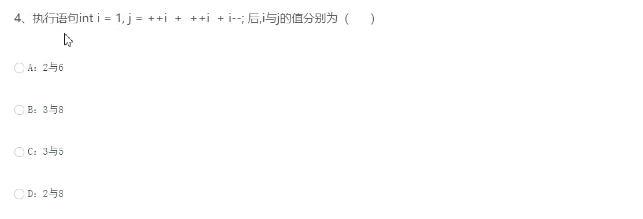 4、执行语句int i = 1, j = ++i + ++i + i--; 后,i与j的值分别为（ ）
A: 2与6
B: 3与8
C: 3与5
D: 2与8